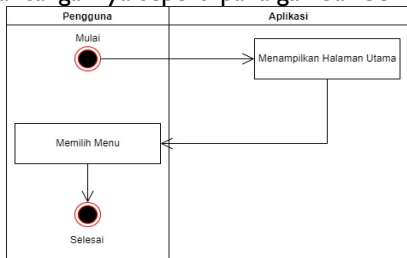 Pengguna
Aplikasi
Mulai
Menampilkan Halaman Utama
Memilih Menu
Selesai